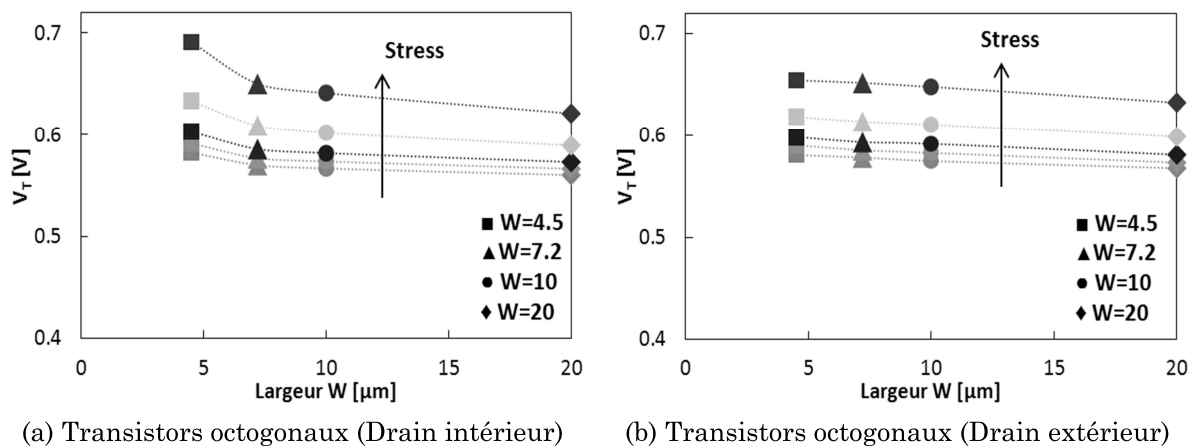 0.7
0.6
0.5
0.4
V_T [V]
0 5 10 15 20
Largeur W [µm]
Stress
W=4.5
W=7.2
W=10
W=20
(a) Transistors octogonaux (Drain intérieur)
0.7
0.6
0.5
0.4
V_T [V]
0 5 10 15 20
Largeur W [µm]
Stress
W=4.5
W=7.2
W=10
W=20
(b) Transistors octogonaux (Drain extérieur)